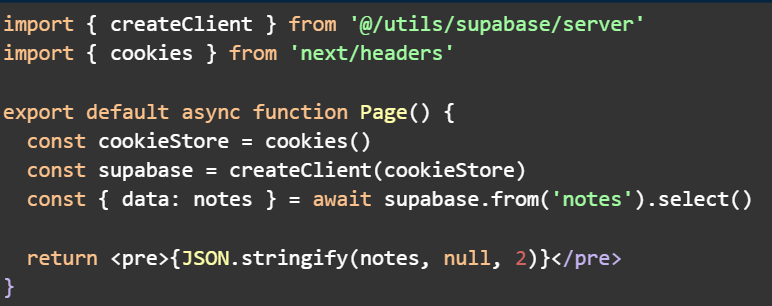 import { createClient } from '@/utils/supabase/server'
import { cookies } from 'next/headers'

export default async function Page() {
  const cookieStore = cookies()
  const supabase = createClient(cookieStore)
  const { data: notes } = await supabase.from('notes').select()

  return <pre>{JSON.stringify(notes, null, 2)}</pre>
}